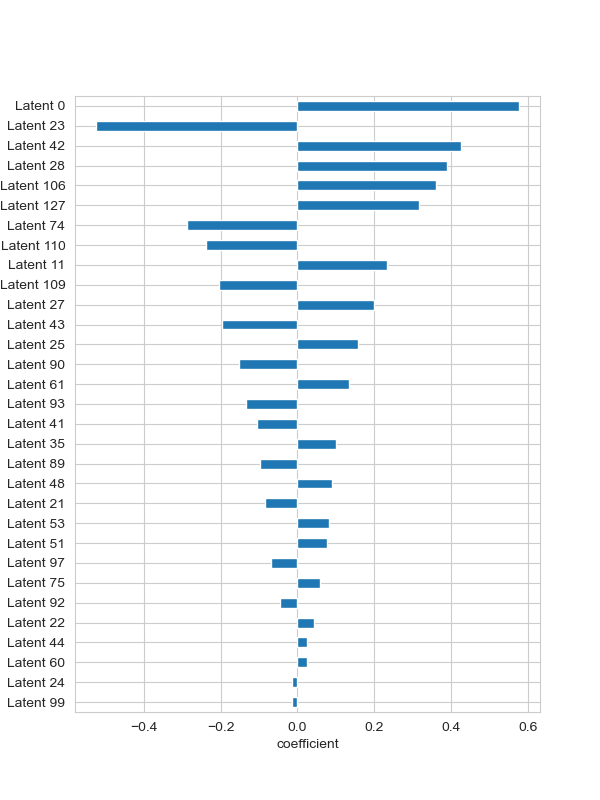 Latent 0
Latent 23
Latent 42
Latent 28
Latent 106
Latent 127
Latent 74
Latent 110
Latent 11
Latent 109
Latent 27
Latent 43
Latent 25
Latent 90
Latent 61
Latent 93
Latent 41
Latent 35
Latent 89
Latent 48
Latent 21
Latent 53
Latent 51
Latent 97
Latent 75
Latent 92
Latent 22
Latent 44
Latent 60
Latent 24
Latent 99
−0.4 −0.2 0.0 0.2 0.4 0.6
coefficient